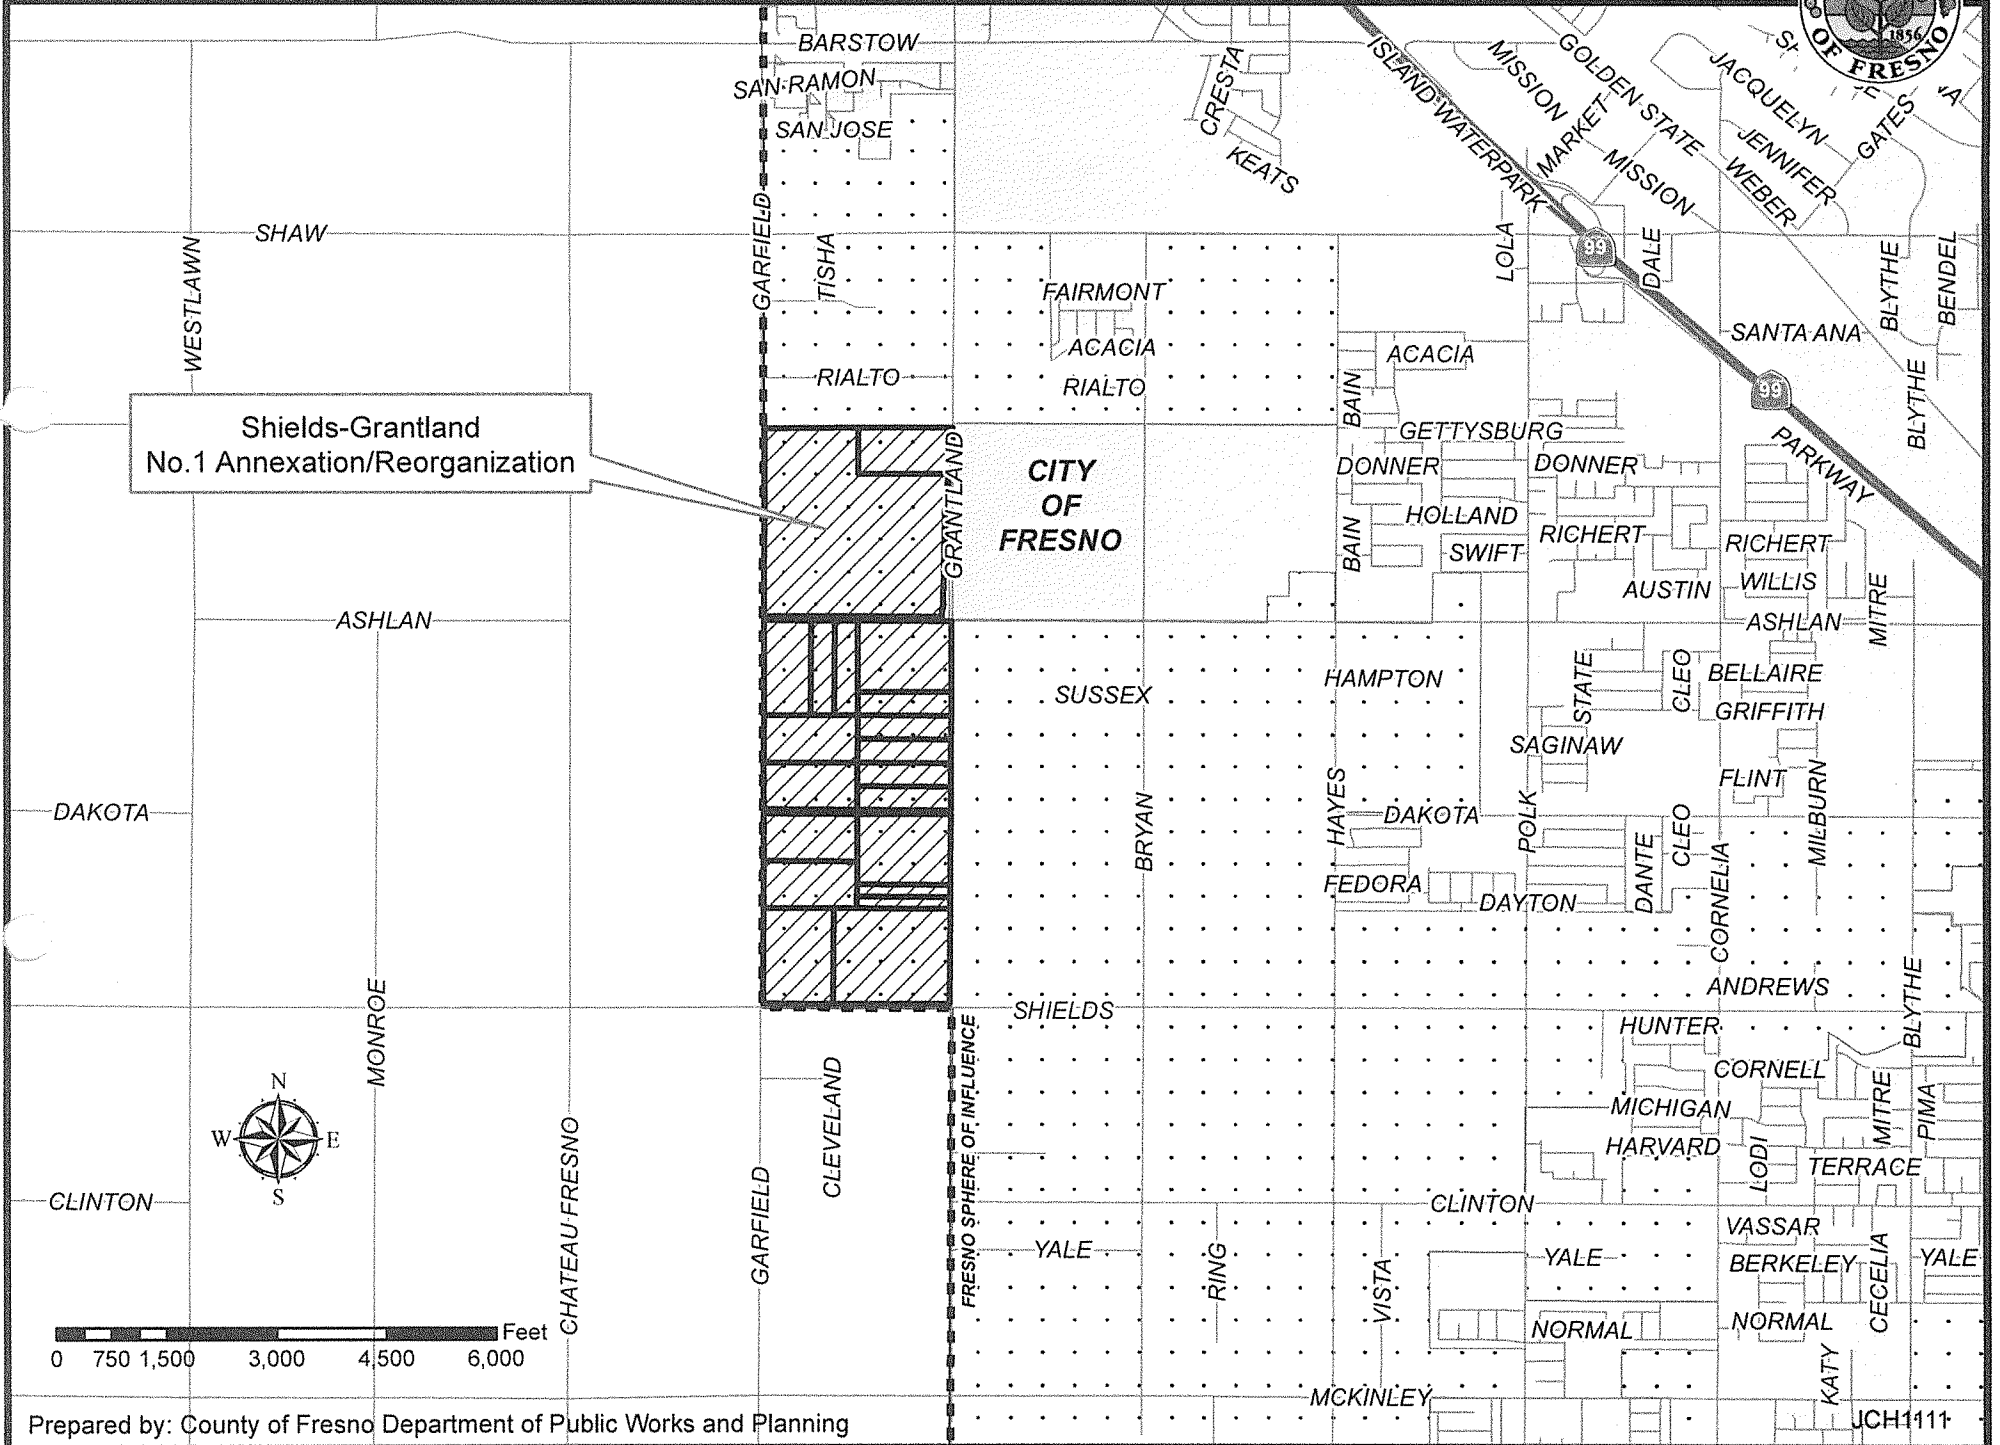 BARSTOW
SAN RAMON
SAN JOSE
CRESTA
KEATS
ISLAND WATERPARK
MISSION
GOLDEN STATE
MARKET
MISSION
JACQUELYN
JENNIFER
WEBER
GATES
1856
OF FRESNO
SHAW
WESTLAWN
GARFIELD
TISHA
FAIRMONT
ACACIA
RIALTO
RIALTO
LOLA
99
DALE
BLYTHE
BENDEL
SANTA ANA
ACACIA
BAIN
99
BLYTHE
PARKWAY
Shields-Grantland
No.1 Annexation/Reorganization
GRANTLAND
CITY
OF
FRESNO
GETTYSBURG
DONNER
DONNER
HOLLAND
BAIN
SWIFT
RICHERT
RICHERT
AUSTIN
WILLIS
ASHLAN
MITRE
ASHLAN
SUSSEX
HAMPTON
STATE
CLEO
BELLAIRE
GRIFFITH
SAGINAW
FLINT
DAKOTA
BRYAN
HAYES
DAKOTA
POLK
CLEO
MILBURN
FEDORA
DAYTON
DANTE
CORNELIA
ANDREWS
MONROE
SHIELDS
HUNTER
BLYTHE
CORNELL
MICHIGAN
MITRE
PIMA
HARVARD
LODI
TERRACE
N
W
E
S
CLEVELAND
FRESNO SPHERE OF INFLUENCE
CLINTON
CHATEAU FRESNO
GARFIELD
CLINTON
YALE
RING
VISTA
YALE
VASSAR
BERKELEY
CECELIA
YALE
NORMAL
NORMAL
KATY
MCKINLEY
Feet
0 750 1,500 3,000 4,500 6,000
Prepared by: County of Fresno Department of Public Works and Planning
JCH1111